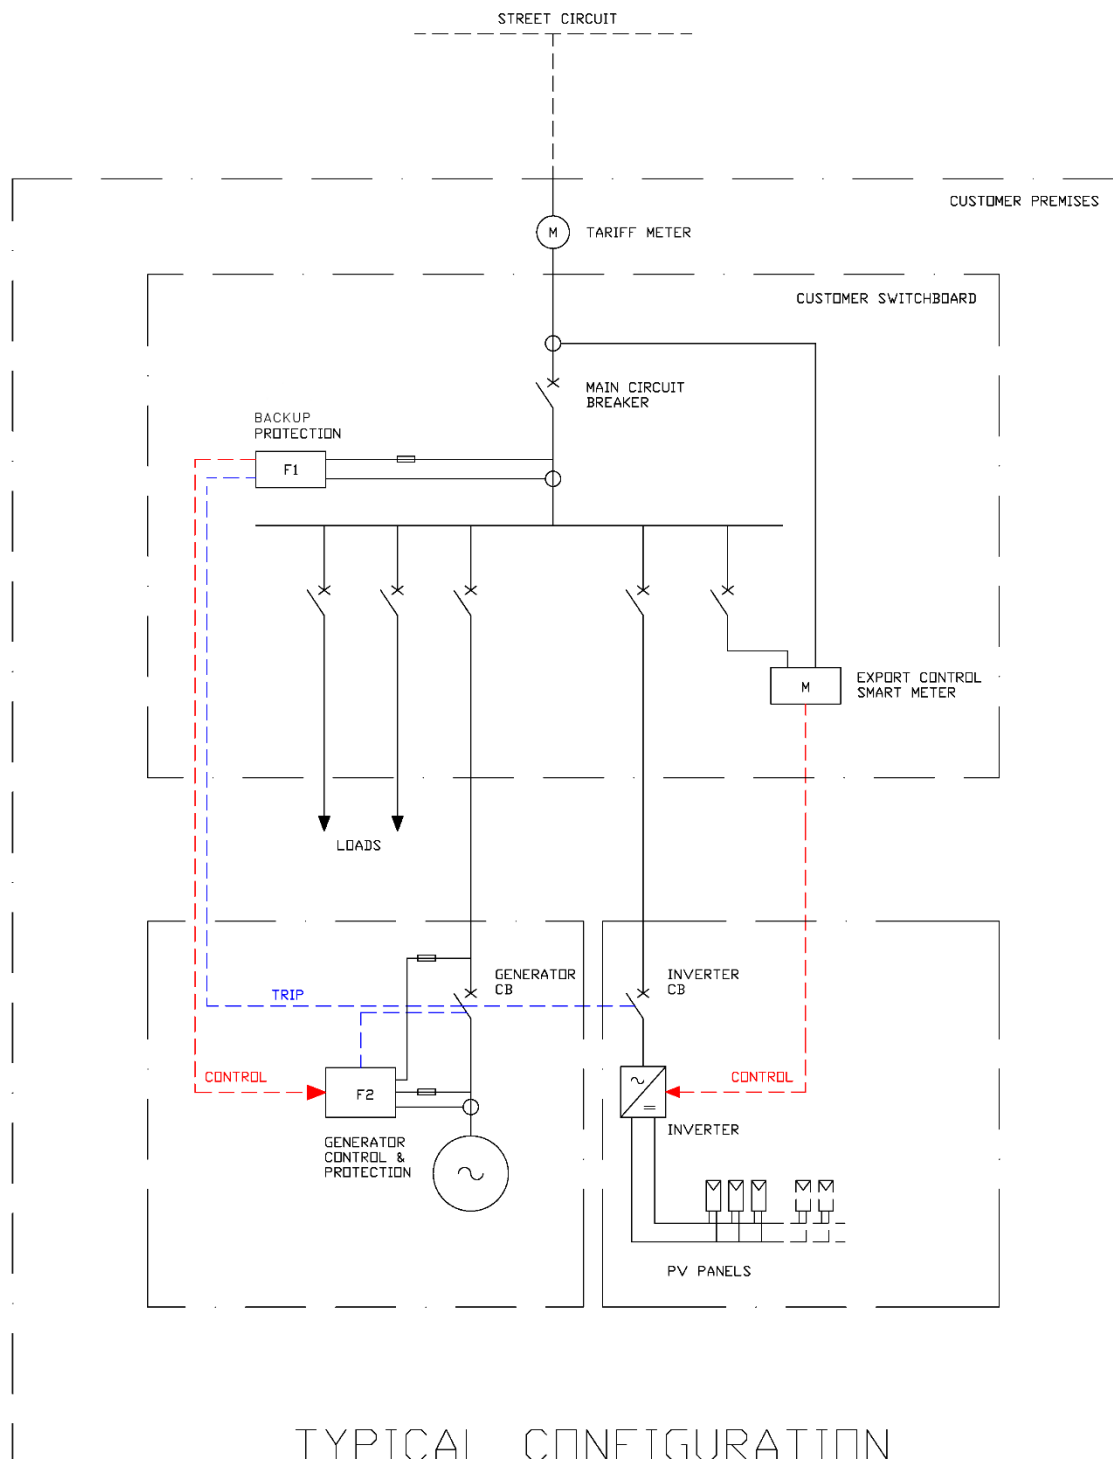 STREET CIRCUIT
CUSTOMER PREMISES
M
TARIFF METER
CUSTOMER SWITCHBOARD
MAIN CIRCUIT
BREAKER
BACKUP
PROTECTION
F1
M
EXPORT CONTROL
SMART METER
LOADS
GENERATOR
CB
INVERTER
CB
TRIP
CONTROL
CONTROL
F2
INVERTER
GENERATOR
CONTROL &
PROTECTION
PV PANELS
TYPICAL CONFIGURATION